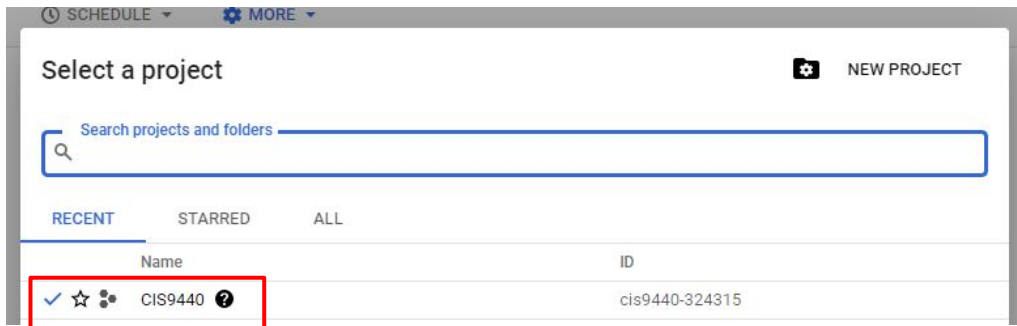 SCHEDULE MORE
Select a project NEW PROJECT
Search projects and folders
RECENT STARRED ALL
Name ID
CIS9440 ? cis9440-324315